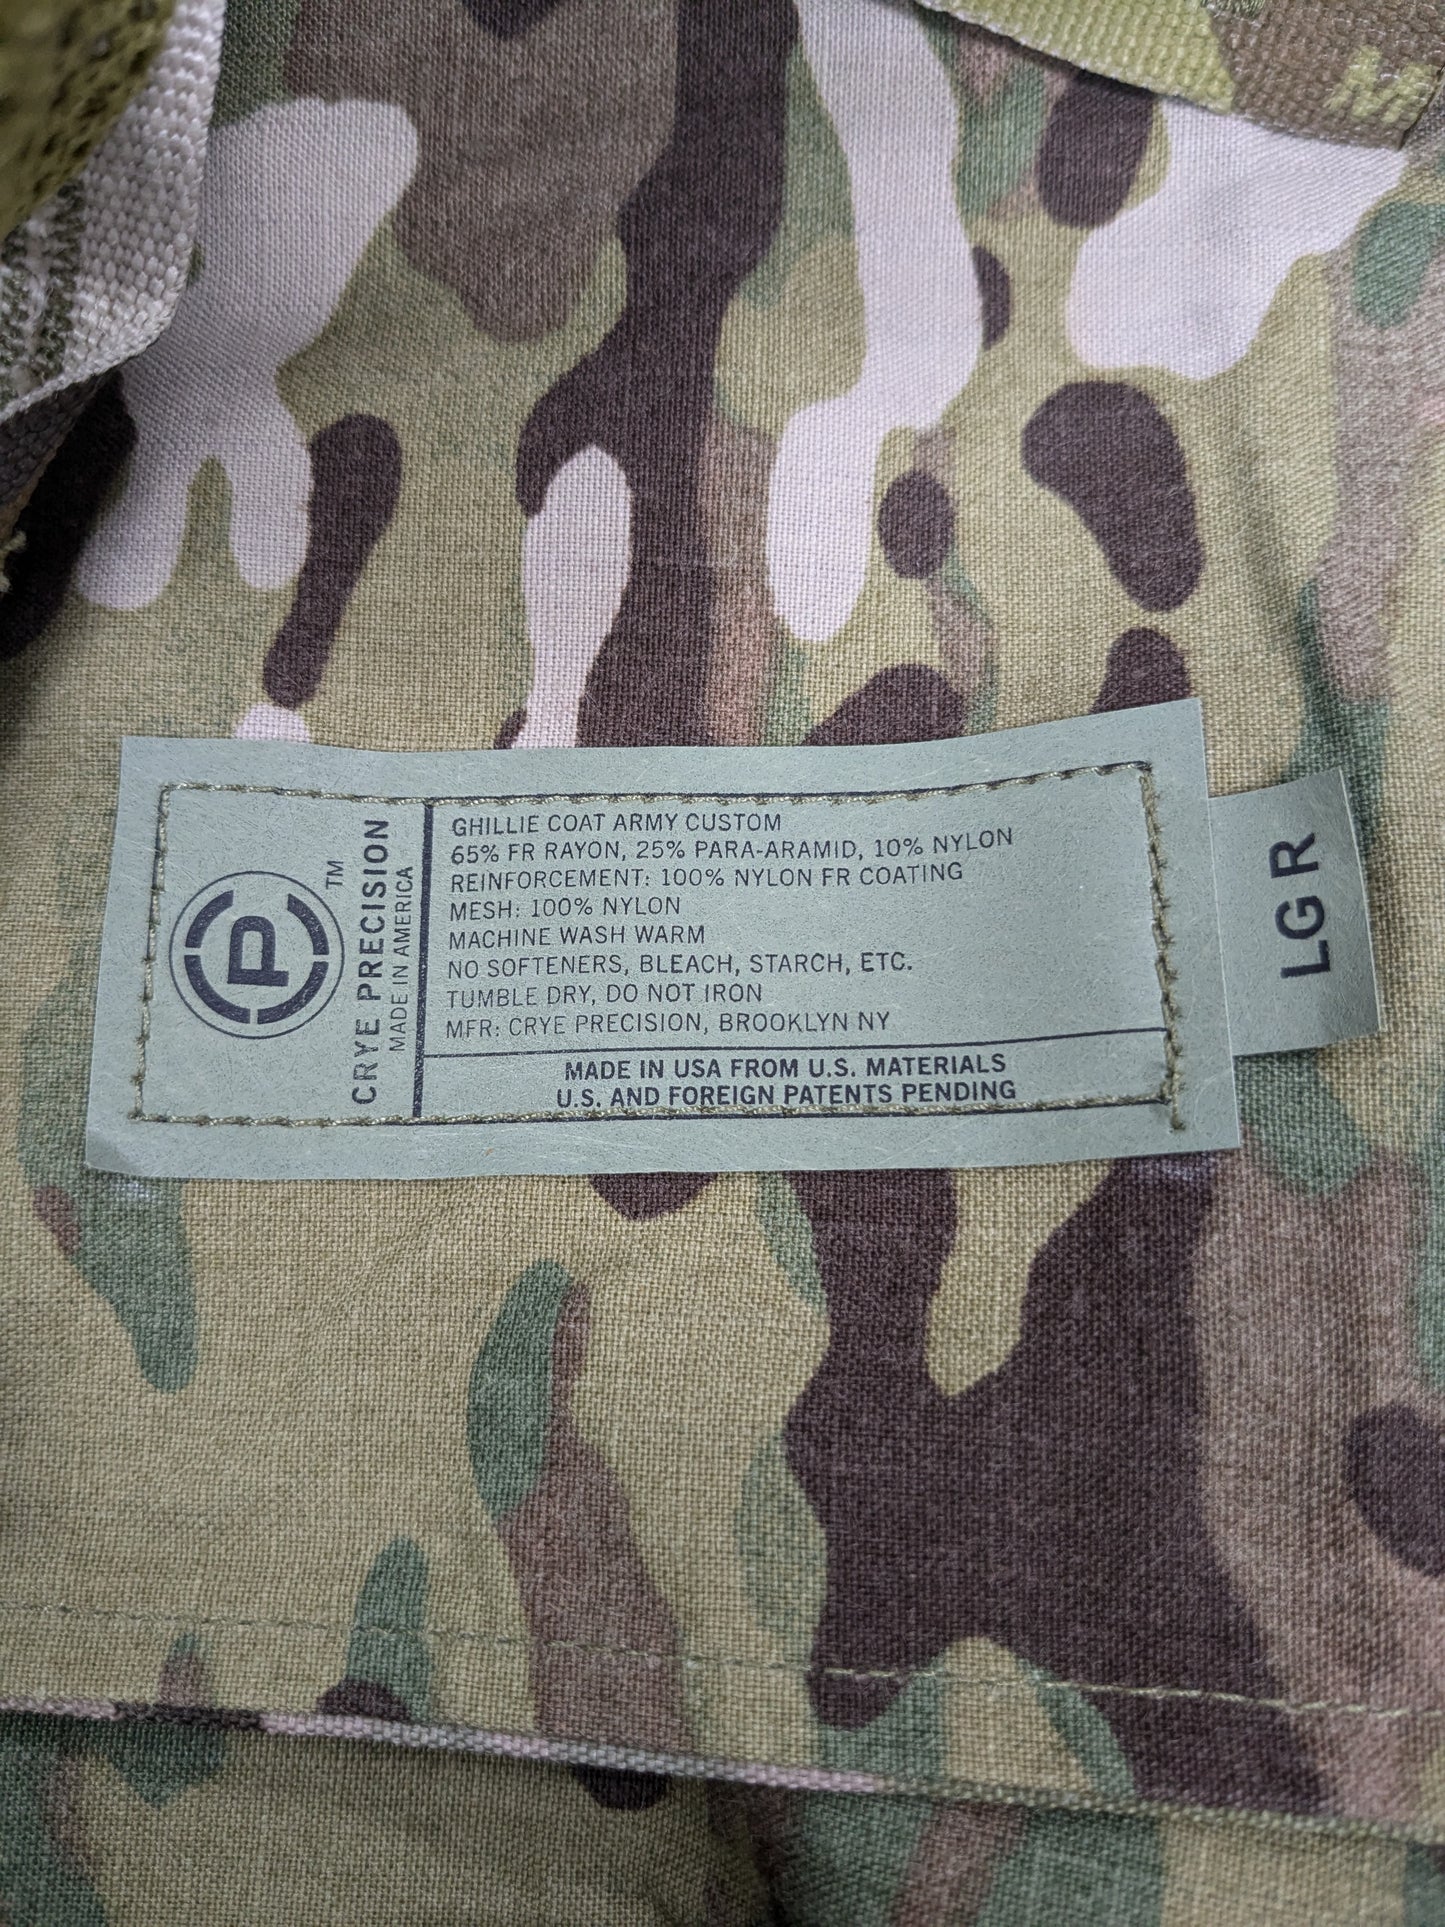 P
TM
CRYE PRECISION
MADE IN AMERICA
GHILLIE COAT ARMY CUSTOM
65% FR RAYON, 25% PARA-ARAMID, 10% NYLON
REINFORCEMENT: 100% NYLON FR COATING
MESH: 100% NYLON
MACHINE WASH WARM
NO SOFTENERS, BLEACH, STARCH, ETC.
TUMBLE DRY, DO NOT IRON
MFR: CRYE PRECISION, BROOKLYN NY
MADE IN USA FROM U.S. MATERIALS
U.S. AND FOREIGN PATENTS PENDING
LG R